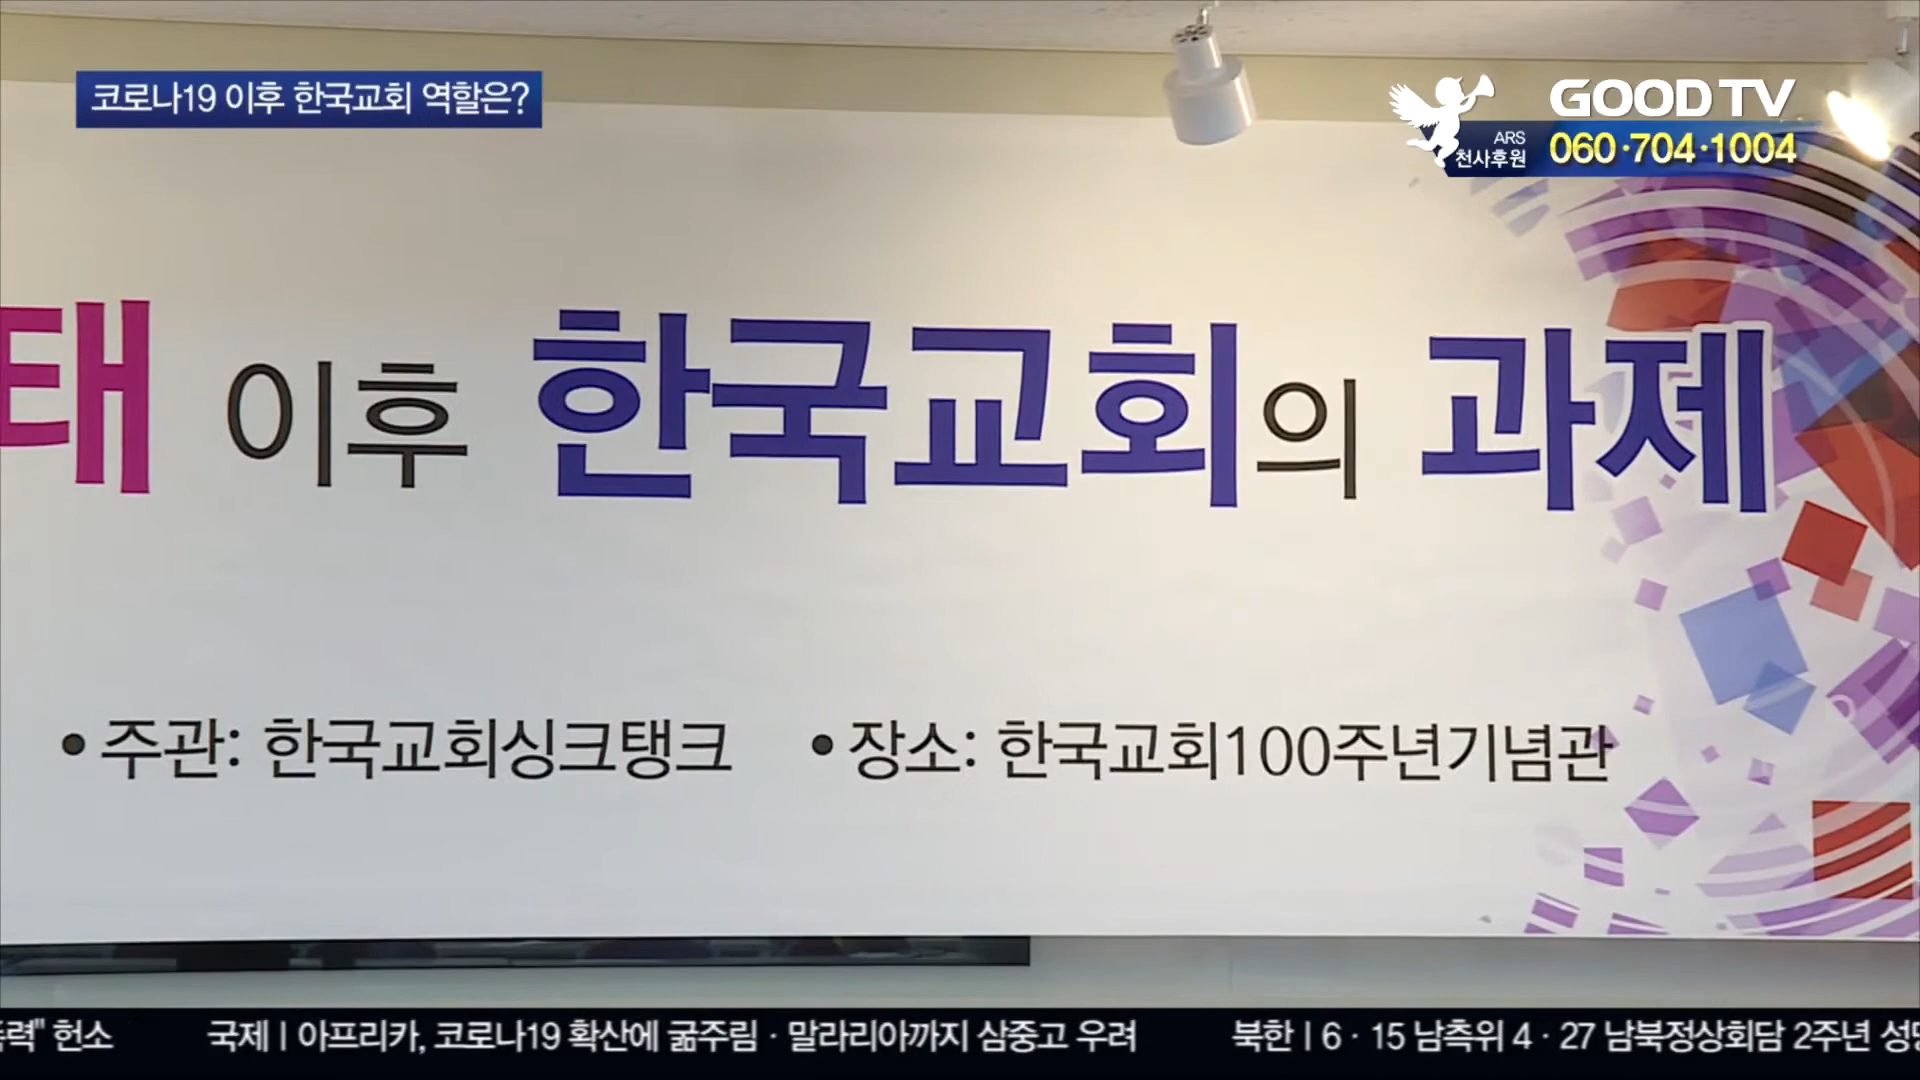 코로나19 이후 한국교회 역할은?
GOOD TV
ARS
천사후원
060·704·1004
태 이후 한국교회의 과제
• 주관: 한국교회싱크탱크 • 장소: 한국교회100주년기념관
폭력" 헌소 국제 | 아프리카, 코로나19 확산에 굶주림 · 말라리아까지 삼중고 우려 북한 | 6 · 15 남측위 4 · 27 남북정상회담 2주년